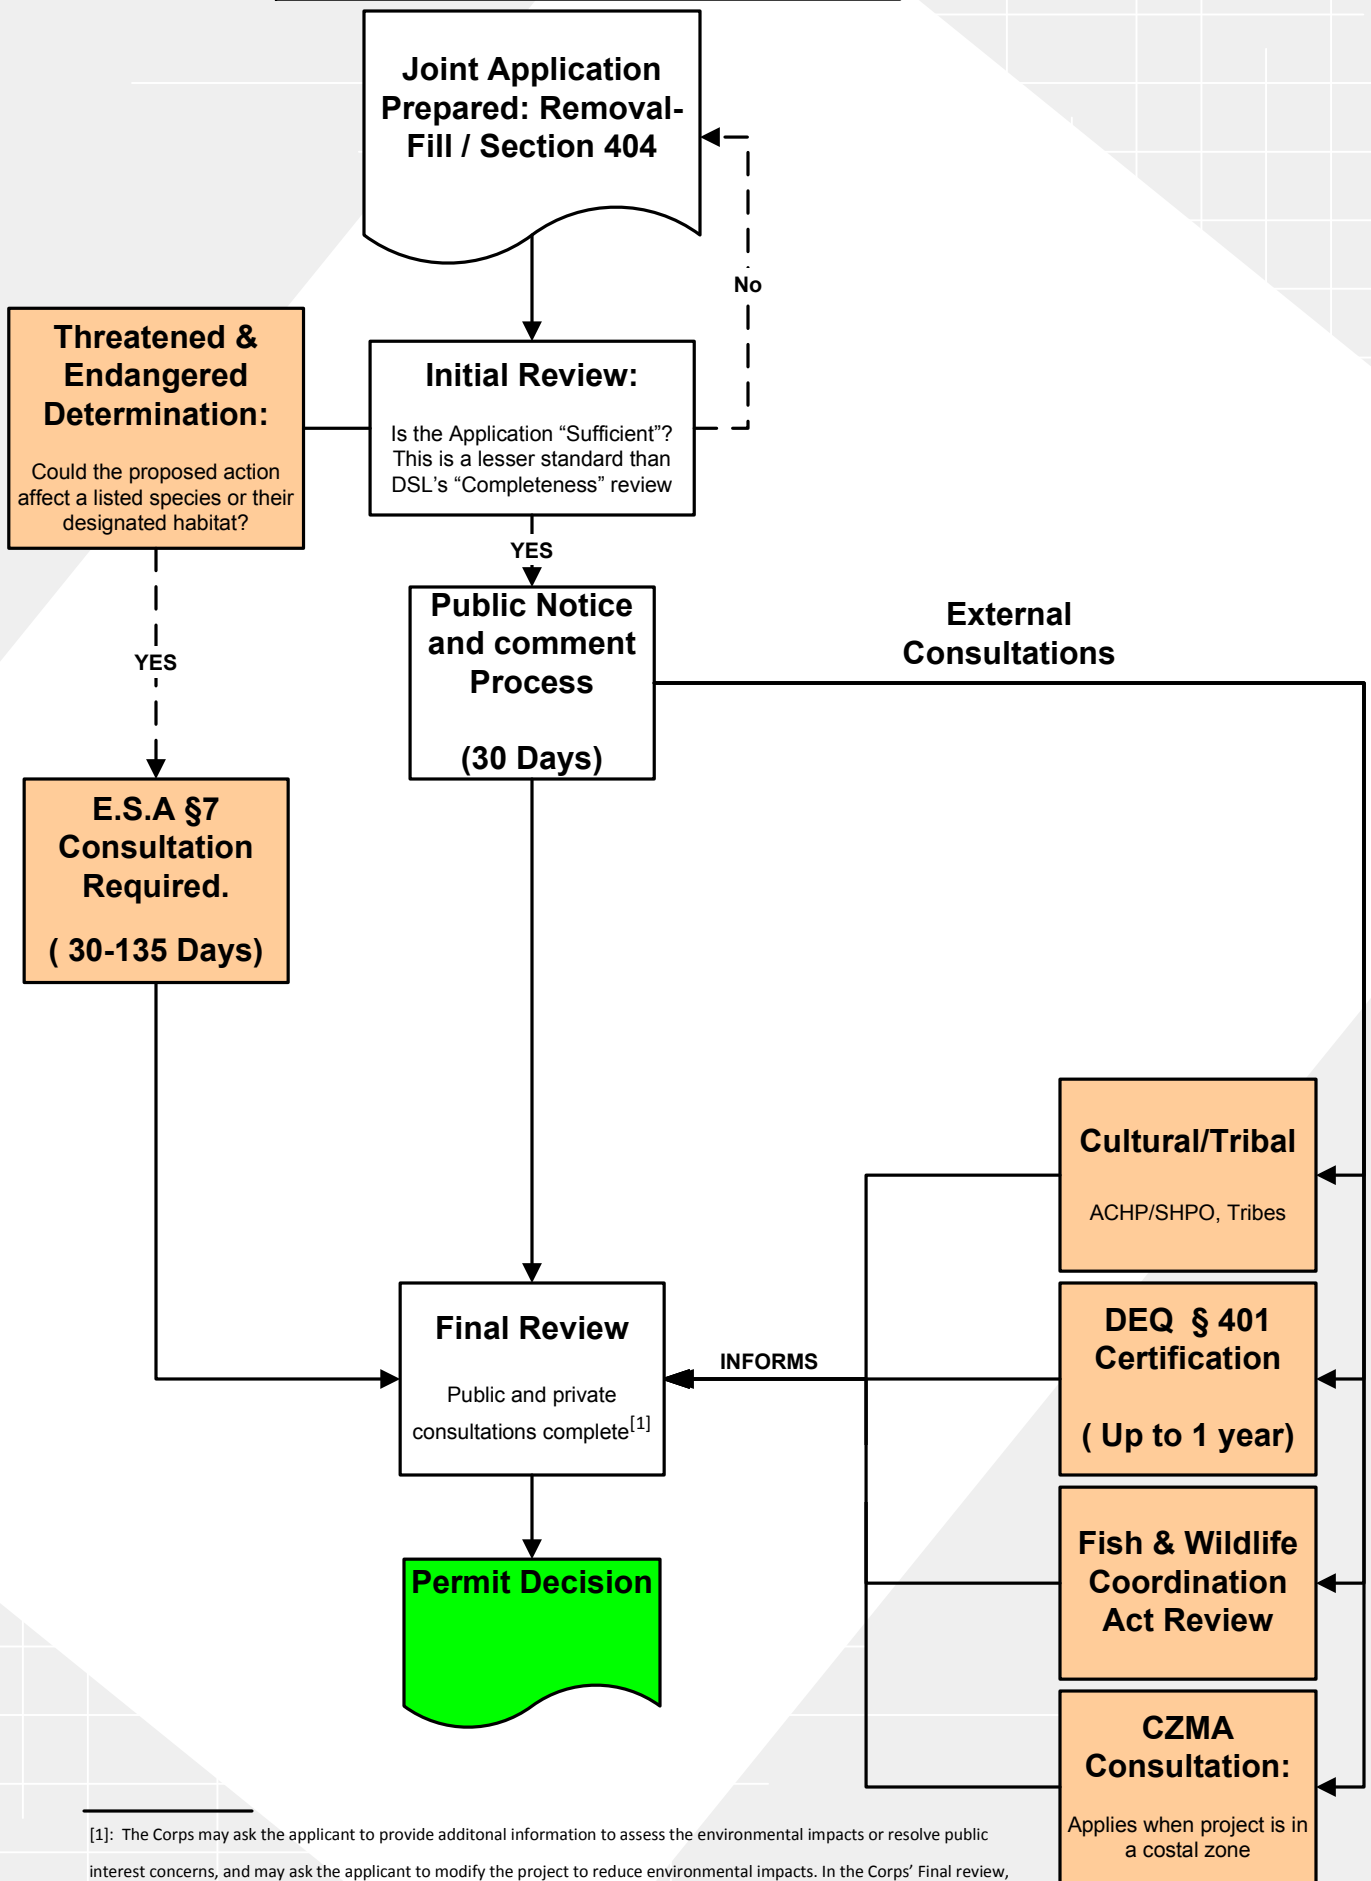 Joint Application
Prepared: Removal-
Fill / Section 404
No
Threatened &
Endangered
Determination:
Could the proposed action
affect a listed species or their
designated habitat?
Initial Review:
Is the Application “Sufficient”?
This is a lesser standard than
DSL’s “Completeness” review
YES
YES
Public Notice
and comment
Process
(30 Days)
External
Consultations
E.S.A §7
Consultation
Required.
( 30-135 Days)
Cultural/Tribal
ACHP/SHPO, Tribes
Final Review
Public and private
consultations complete[1]
INFORMS
DEQ § 401
Certification
( Up to 1 year)
Fish & Wildlife
Coordination
Act Review
Permit Decision
CZMA
Consultation:
Applies when project is in
a costal zone
[1]: The Corps may ask the applicant to provide additonal information to assess the environmental impacts or resolve public
interest concerns, and may ask the applicant to modify the project to reduce environmental impacts. In the Corps’ Final review,